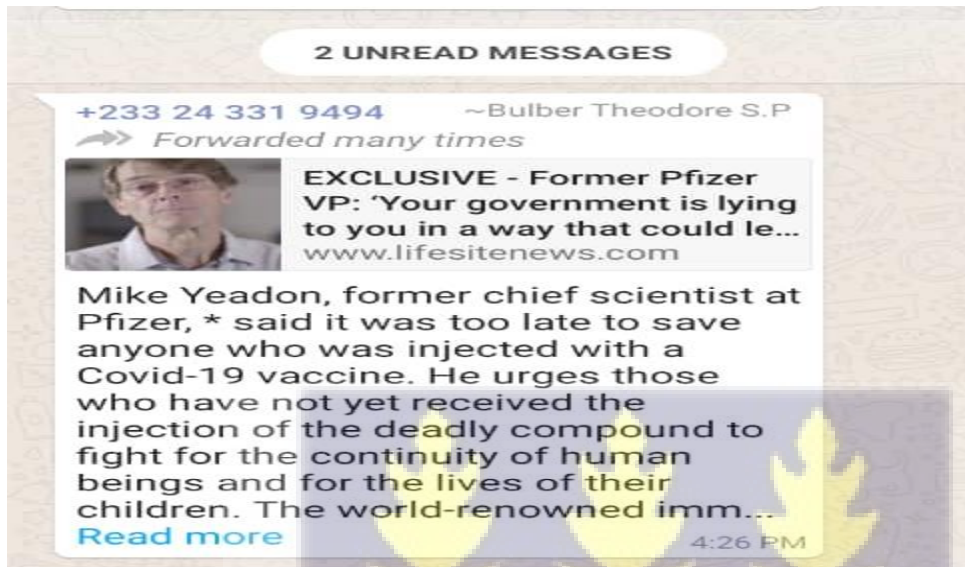 2 UNREAD MESSAGES
+233 24 331 9494 ~Bulber Theodore S.P
Forwarded many times
EXCLUSIVE - Former Pfizer
VP: ‘Your government is lying
to you in a way that could le...
www.lifesitenews.com
Mike Yeadon, former chief scientist at
Pfizer, * said it was too late to save
anyone who was injected with a
Covid-19 vaccine. He urges those
who have not yet received the
injection of the deadly compound to
fight for the continuity of human
beings and for the lives of their
children. The world-renowned imm...
Read more
4:26 PM